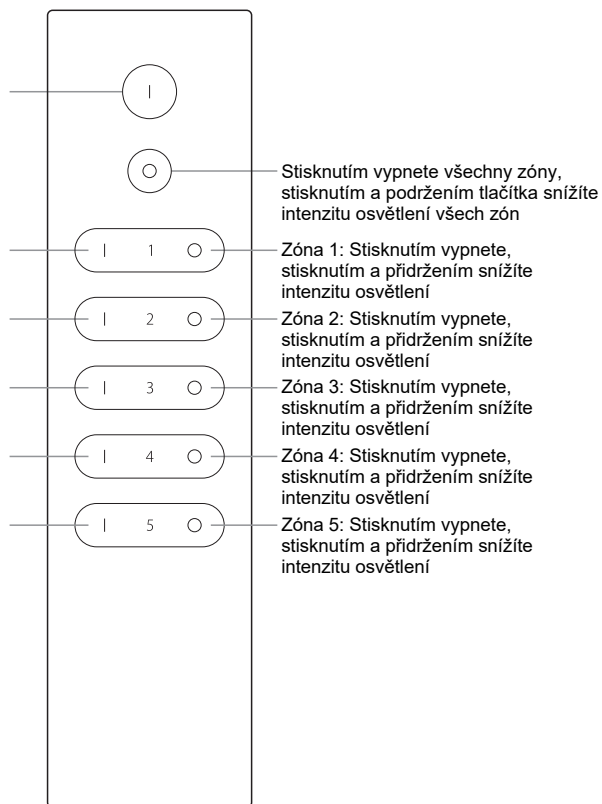 Stisknutím vypnete všechny zóny,
stisknutím a podržením tlačítka snížíte
intenzitu osvětlení všech zón
1
Zóna 1: Stisknutím vypnete,
stisknutím a přidržením snížíte
intenzitu osvětlení
2
Zóna 2: Stisknutím vypnete,
stisknutím a přidržením snížíte
intenzitu osvětlení
3
Zóna 3: Stisknutím vypnete,
stisknutím a přidržením snížíte
intenzitu osvětlení
4
Zóna 4: Stisknutím vypnete,
stisknutím a přidržením snížíte
intenzitu osvětlení
5
Zóna 5: Stisknutím vypnete,
stisknutím a přidržením snížíte
intenzitu osvětlení